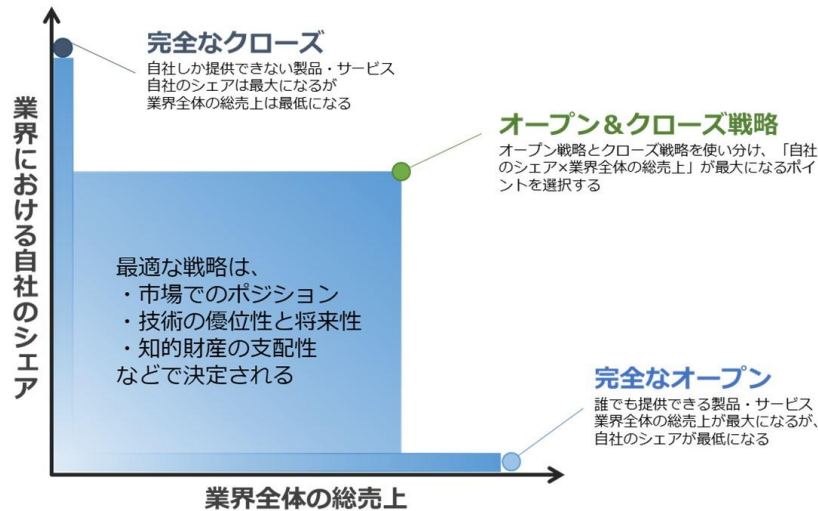 完全なクローズ
自社しか提供できない製品・サービス
自社のシェアは最大になるが
業界全体の総売上は最低になる
オープン＆クローズ戦略
オープン戦略とクローズ戦略を使い分け、「自社
のシェア×業界全体の総売上」が最大になるポイ
ントを選択する
業界における自社のシェア
最適な戦略は、
・市場でのポジション
・技術の優位性と将来性
・知的財産の支配性
などで決定される
完全なオープン
誰でも提供できる製品・サービス
業界全体の総売上が最大になるが、
自社のシェアが最低になる
業界全体の総売上